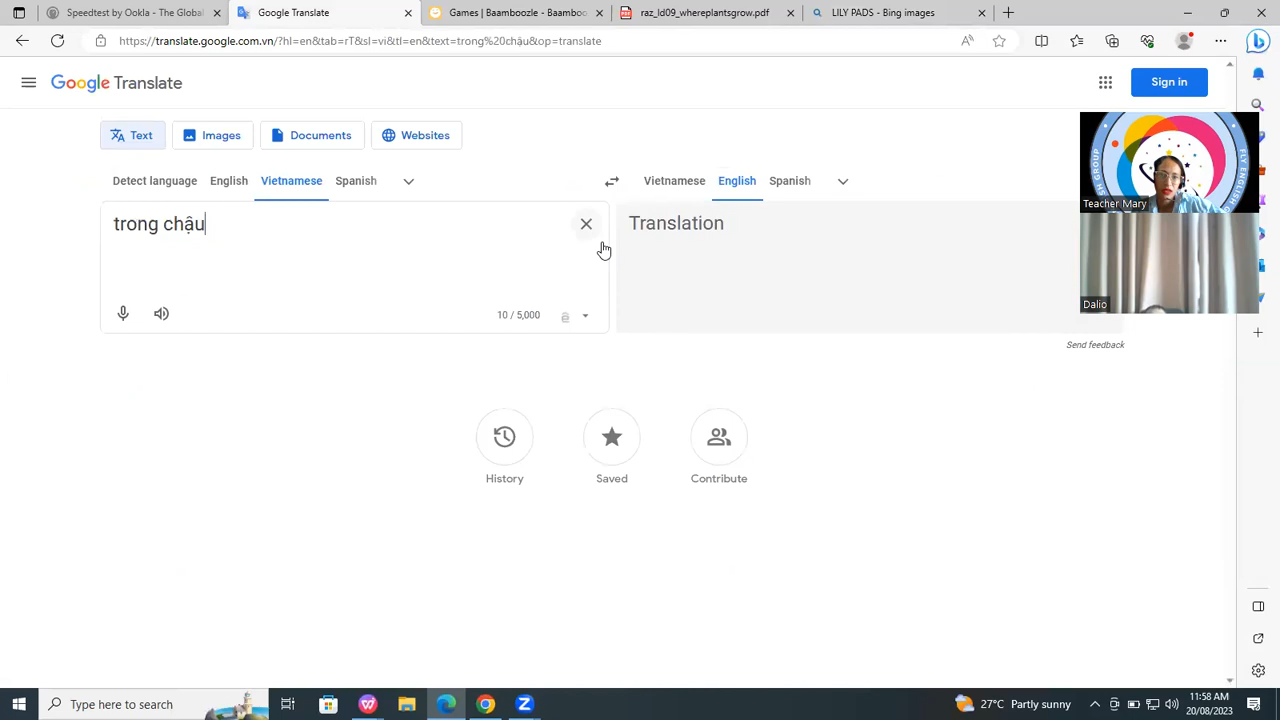 Speedtest by Ookla - The Global
Google Translate
Games | Baamboozle - Baamboo
raz_ld09_whereplantsgrow.pdf
LILY PADS - Bing images
https://translate.google.com.vn/?hl=en&tab=rT&sl=vi&tl=en&text=trong%20chậu&op=translate
Google Translate
Sign in
Text
Images
Documents
Websites
Detect language
English
Vietnamese
Spanish
Vietnamese
English
Spanish
trong chậu
Translation
10 / 5,000
Send feedback
History
Saved
Contribute
SH GROUP
FLY ENGLISH G
Teacher Mary
Dalio
Type here to search
27°C Partly sunny
11:58 AM
20/08/2023